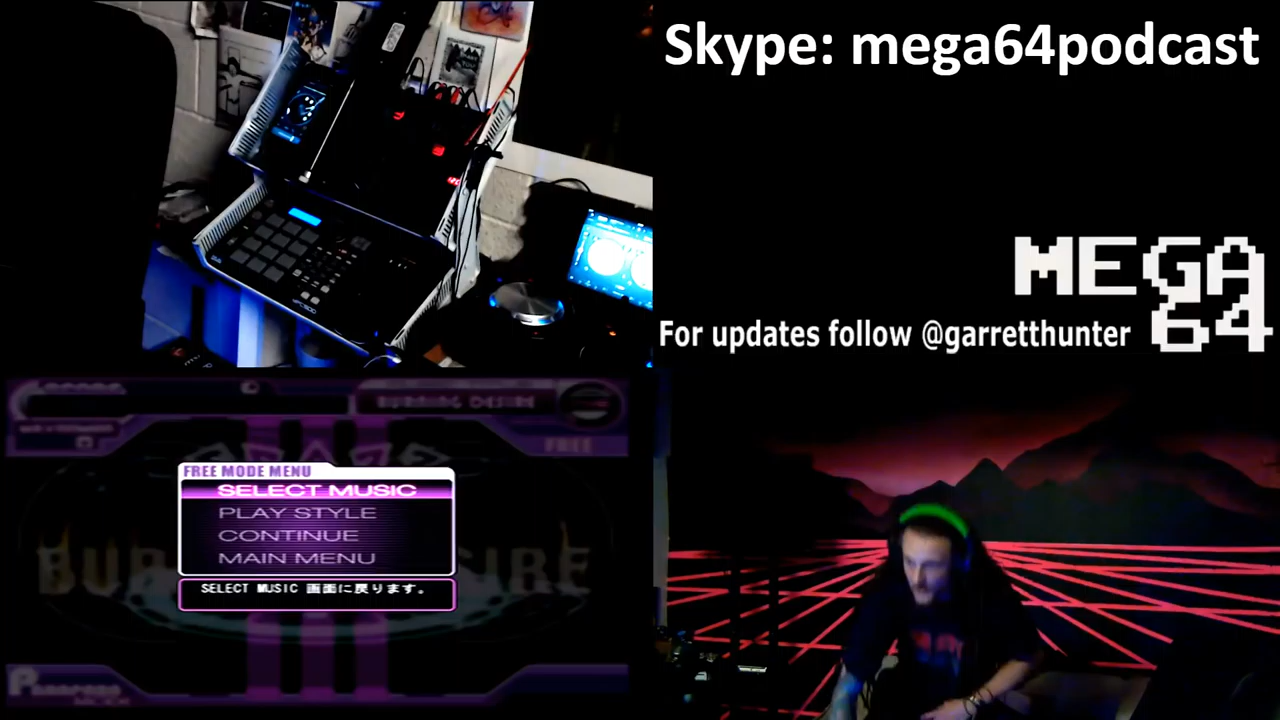 Skype: mega64podcast
MEGA
64
For updates follow @garretthunter
BURNING DESIRE
FREE
FREE MODE MENU
SELECT MUSIC
PLAY STYLE
CONTINUE
MAIN MENU
SELECT MUSIC 画面に戻ります。